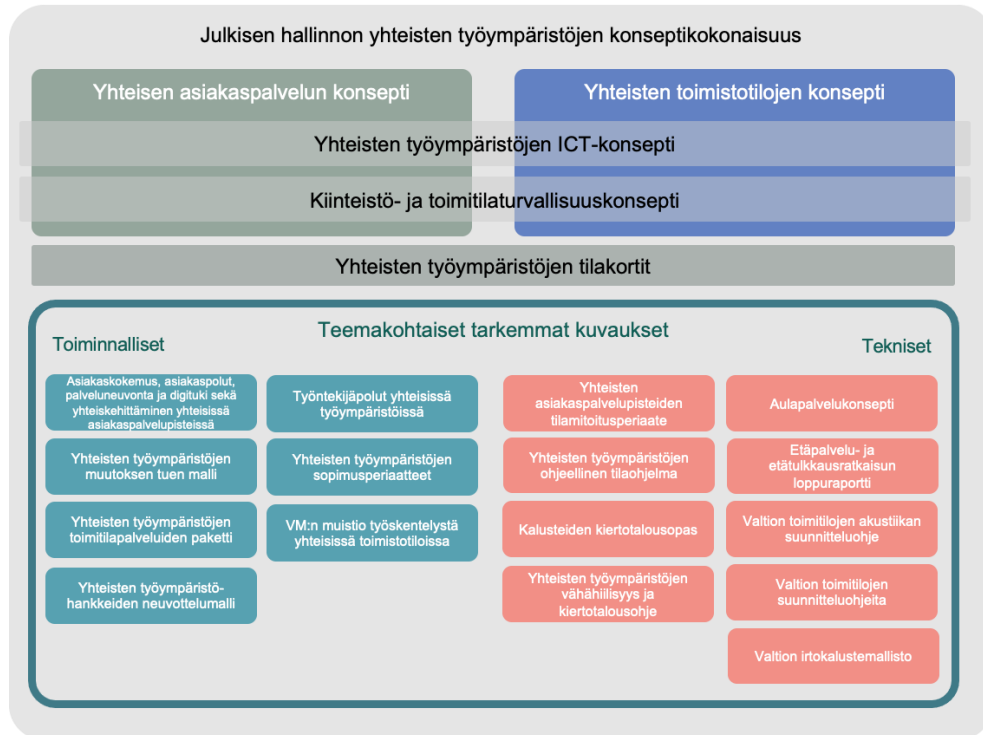 Julkisen hallinnon yhteisten työympäristöjen konseptikokonaisuus
Yhteisen asiakaspalvelun konsepti
Yhteisten toimistotilojen konsepti
Yhteisten työympäristöjen ICT-konsepti
Kiinteistö- ja toimitilaturvallisuuskonsepti
Yhteisten työympäristöjen tilakortit
Teemakohtaiset tarkemmat kuvaukset
Toiminnalliset
Tekniset
Asiakaskokemus, asiakaspolut,
palveluneuvonta ja digituki sekä
yhteiskehittäminen yhteisissä
asiakaspalvelupisteissä
Yhteisten työympäristöjen
muutoksen tuen malli
Yhteisten työympäristöjen
toimitilapalveluiden paketti
Yhteisten työympäristö-
hankkeiden neuvottelumalli
Työntekijäpolut yhteisissä
työympäristöissä
Yhteisten työympäristöjen
sopimusperiaatteet
VM:n muistio työskentelystä
yhteisissä toimistotiloissa
Yhteisten
asiakaspalvelupisteiden
tilamitoitusperiaate
Yhteisten työympäristöjen
ohjeellinen tilaohjelma
Kalusteiden kiertotalousopas
Yhteisten työympäristöjen
vähähiilisyys ja
kiertotalousohje
Aulapalvelukonsepti
Etäpalvelu- ja
etätulkkausratkaisun
loppuraportti
Valtion toimitilojen akustiikan
suunnitteluohje
Valtion toimitilojen
suunnitteluohjeita
Valtion irtokalustemallisto